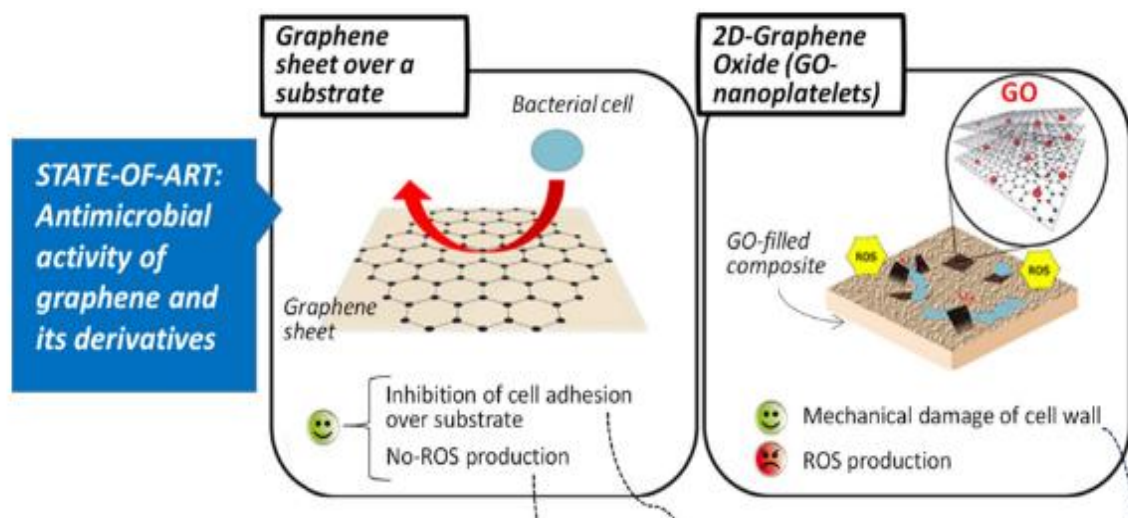 STATE-OF-ART:
Antimicrobial
activity of
graphene and
its derivatives
Graphene
sheet over a
substrate
Bacterial cell
Graphene
sheet
Inhibition of cell adhesion
over substrate
No-ROS production
2D-Graphene
Oxide (GO-
nanoplatelets)
GO
GO-filled
composite
ROS
ROS
Mechanical damage of cell wall
ROS production